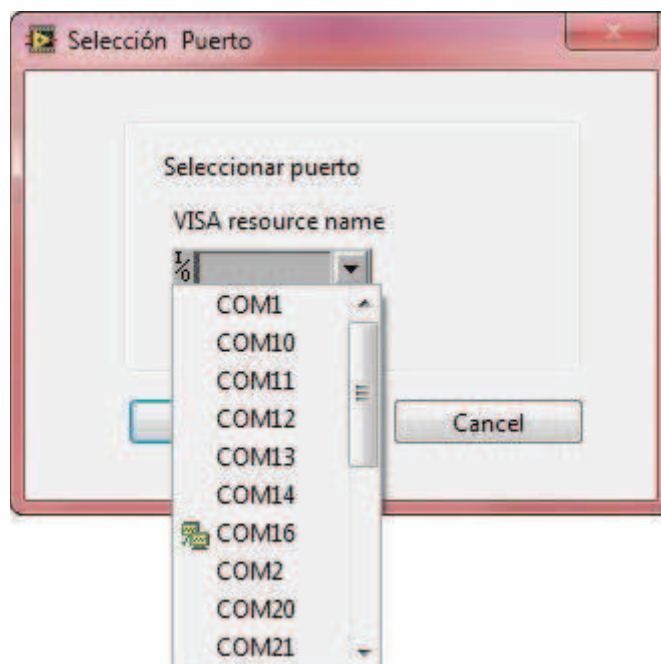 Selección Puerto
Seleccionar puerto
VISA resource name
I/O
COM1
COM10
COM11
COM12
Cancel
COM13
COM14
COM16
COM2
COM20
COM21